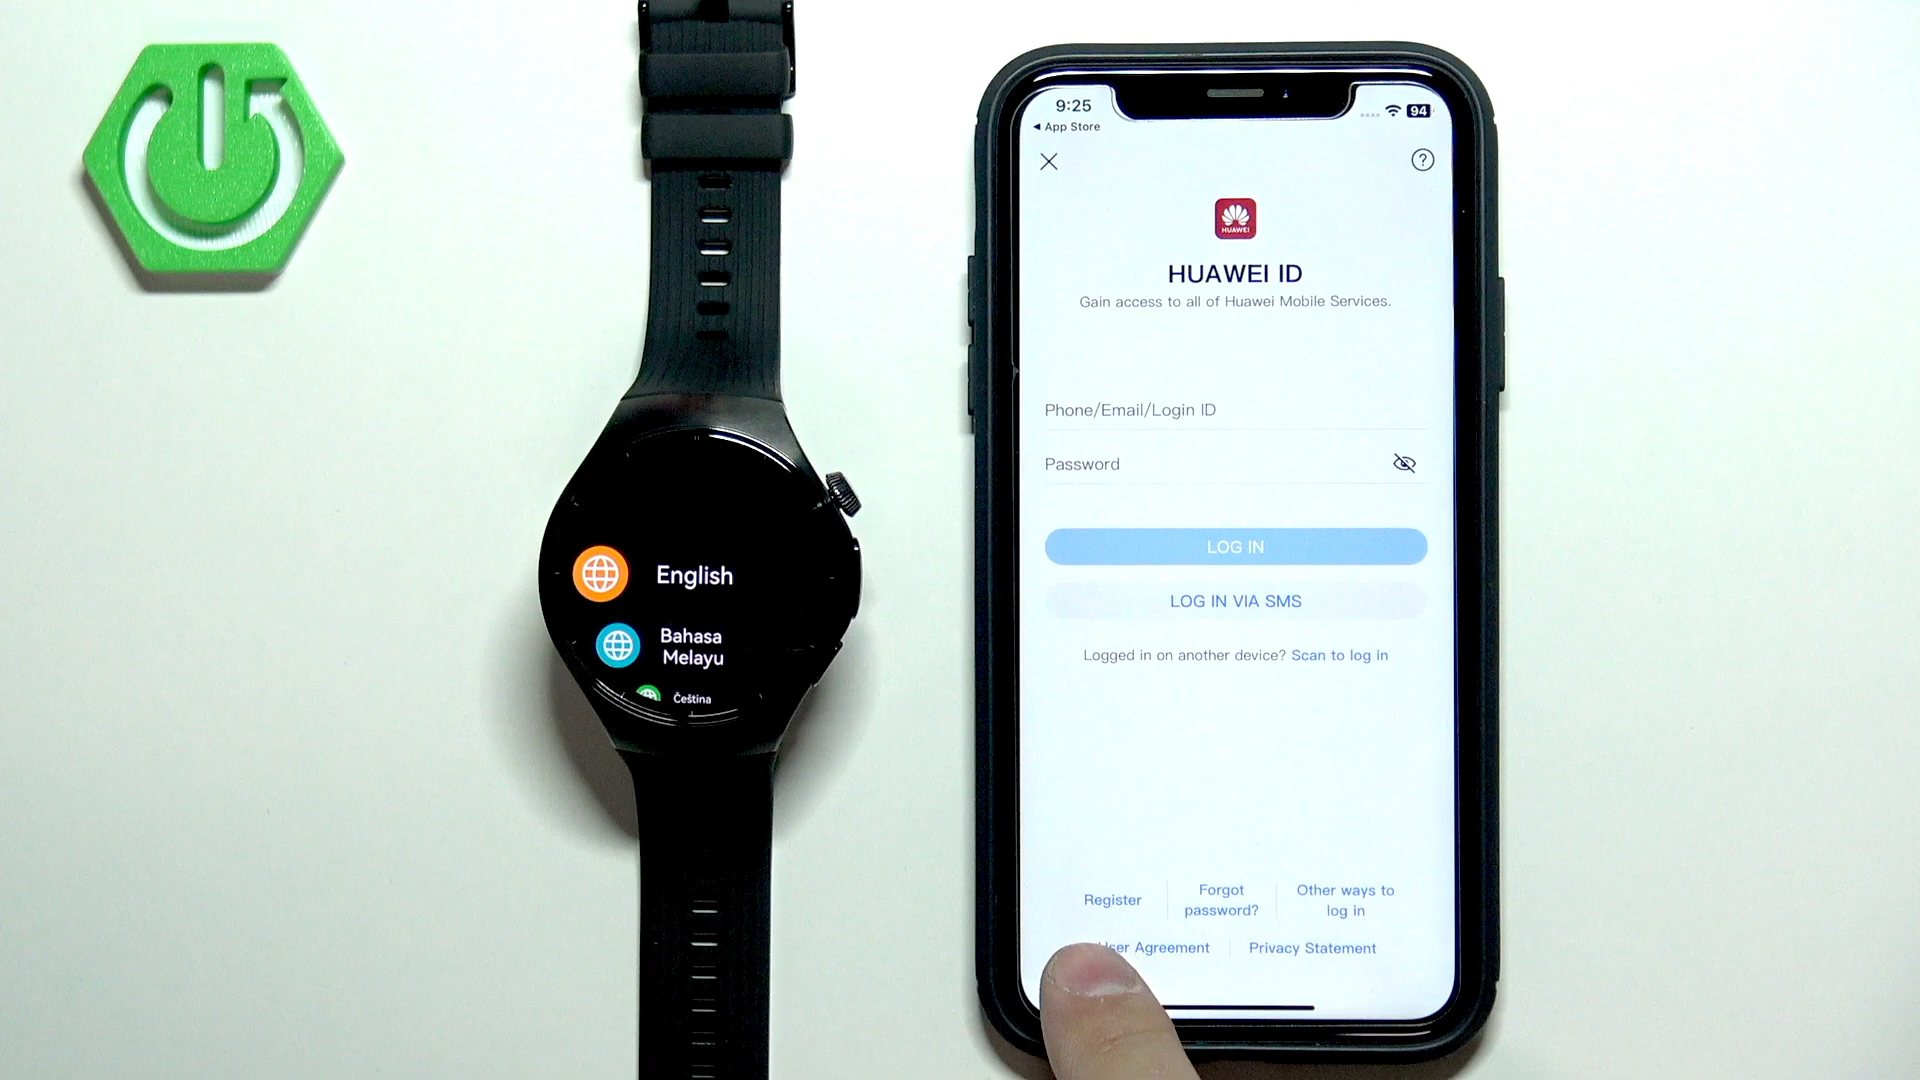 English
Bahasa
Melayu
Čeština
9:25
94
App Store
?
HUAWEI
HUAWEI ID
Gain access to all of Huawei Mobile Services.
Phone/Email/Login ID
Password
LOG IN
LOG IN VIA SMS
Logged in on another device? Scan to log in
Register
Forgot
password?
Other ways to
log in
User Agreement
Privacy Statement